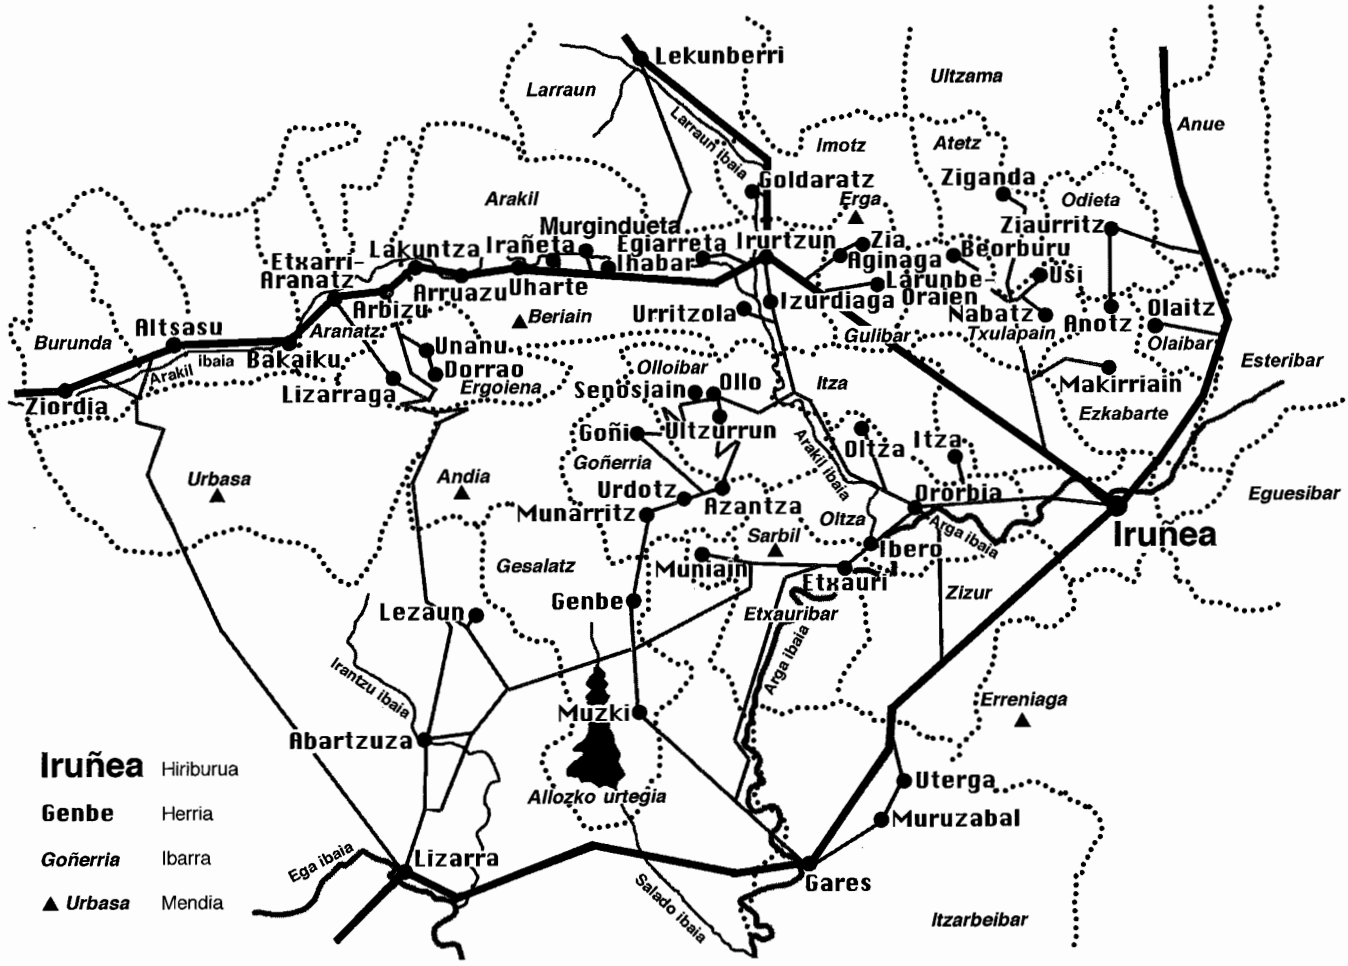 Lekunberri
Larraun
Ultzama
Larraun ibaia
Imotz
Atetz
Anue
Goldaratz
Ziganda
Arakil
Erga
Odieta
Murgindueta
Ziaurritz
Lakuntza
Irañeta
Egiarreta
Irurtzun
Zia
Beorburu
Etxarri-
Aranatz
Ihabar
Aginaga
Larunbe-
Oraien
Usi
Arbizu
Arruazu
Uharte
Izurdiaga
Nabatz
Anotz
Olaitz
Altsasu
Aranatz
Beriain
Urritzola
Gulibar
Txulapain
Olaibar
Burunda
Arakil ibaia
Bakaiku
Unanu
Dorrao
Olloibar
Esteribar
Ziordia
Lizarraga
Ergoiena
Senosiain
Ollo
Itza
Makirriain
Ezkabarte
Goñi
Ultzurrun
Oltza
Itza
Goñerria
Arakil ibaia
Urbasa
Andia
Urdotz
Azantza
Ororbia
Eguesibar
Munarritz
Sarbil
Oltza
Arga ibaia
Iruñea
Gesalatz
Muniain
Ibero
Etxauri
Zizur
Genbe
Etxauribar
Lezaun
Arga ibaia
Irantzu ibaia
Erreniaga
Muzki
Abartzuza
Uterga
Allozko urtegia
Muruzabal
Lizarra
Ega ibaia
Gares
Salado ibaia
Itzarbeibar
Iruñea Hiriburua
Genbe Herria
Goñerria Ibarra
Urbasa Mendia